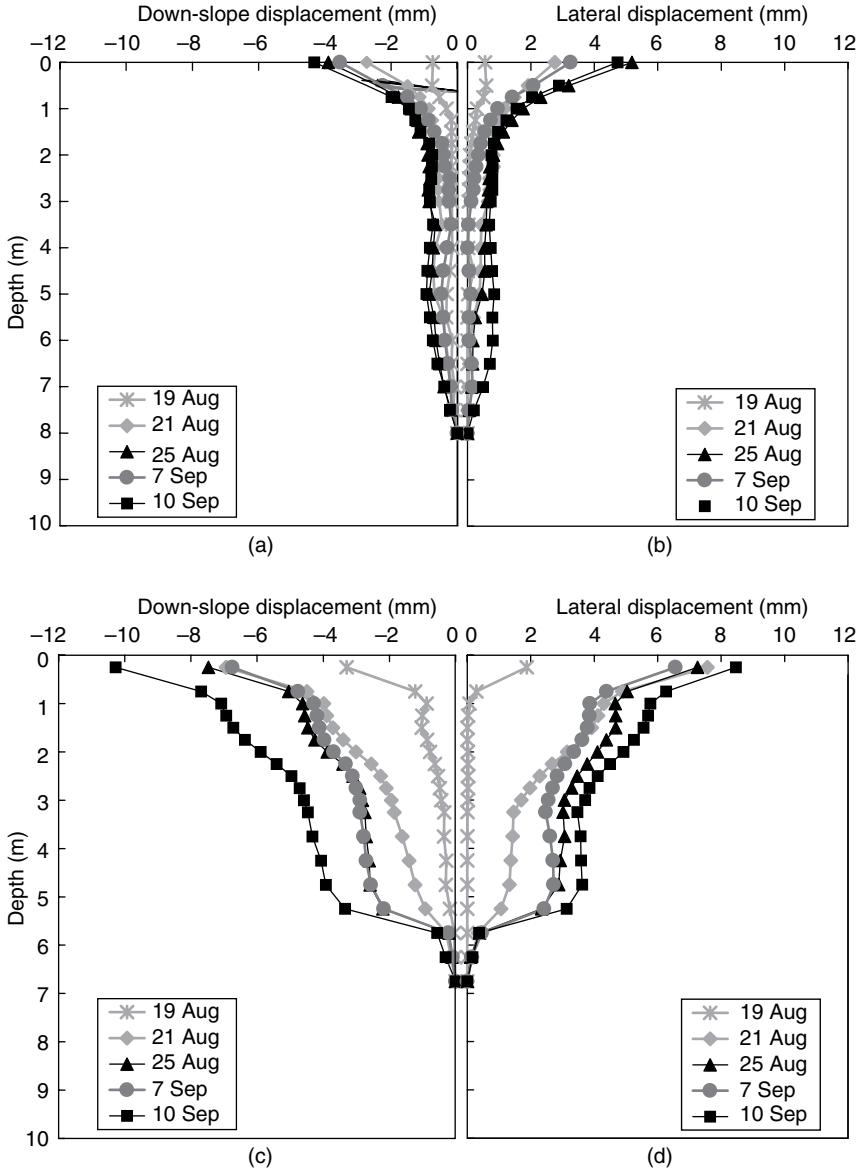 Down-slope displacement (mm)
Lateral displacement (mm)
−12 −10 −8 −6 −4 −2 0
0 2 4 6 8 10 12
0
1
2
3
4
5
6
7
8
9
10
Depth (m)
19 Aug
21 Aug
25 Aug
7 Sep
10 Sep
19 Aug
21 Aug
25 Aug
7 Sep
10 Sep
(a)
(b)
Down-slope displacement (mm)
Lateral displacement (mm)
−12 −10 −8 −6 −4 −2 0
0 2 4 6 8 10 12
0
1
2
3
4
5
6
7
8
9
10
Depth (m)
19 Aug
21 Aug
25 Aug
7 Sep
10 Sep
19 Aug
21 Aug
25 Aug
7 Sep
10 Sep
(c)
(d)